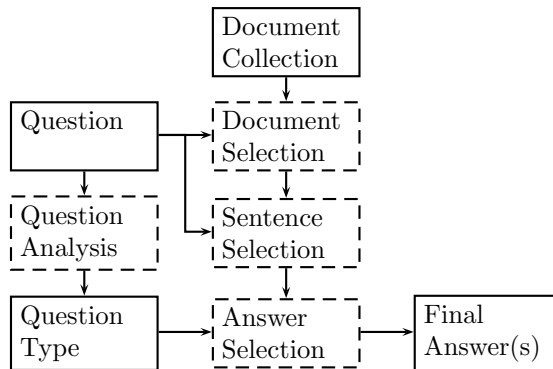 Document
Collection
Question
Document
Selection
Question
Analysis
Sentence
Selection
Question
Type
Answer
Selection
Final
Answer(s)